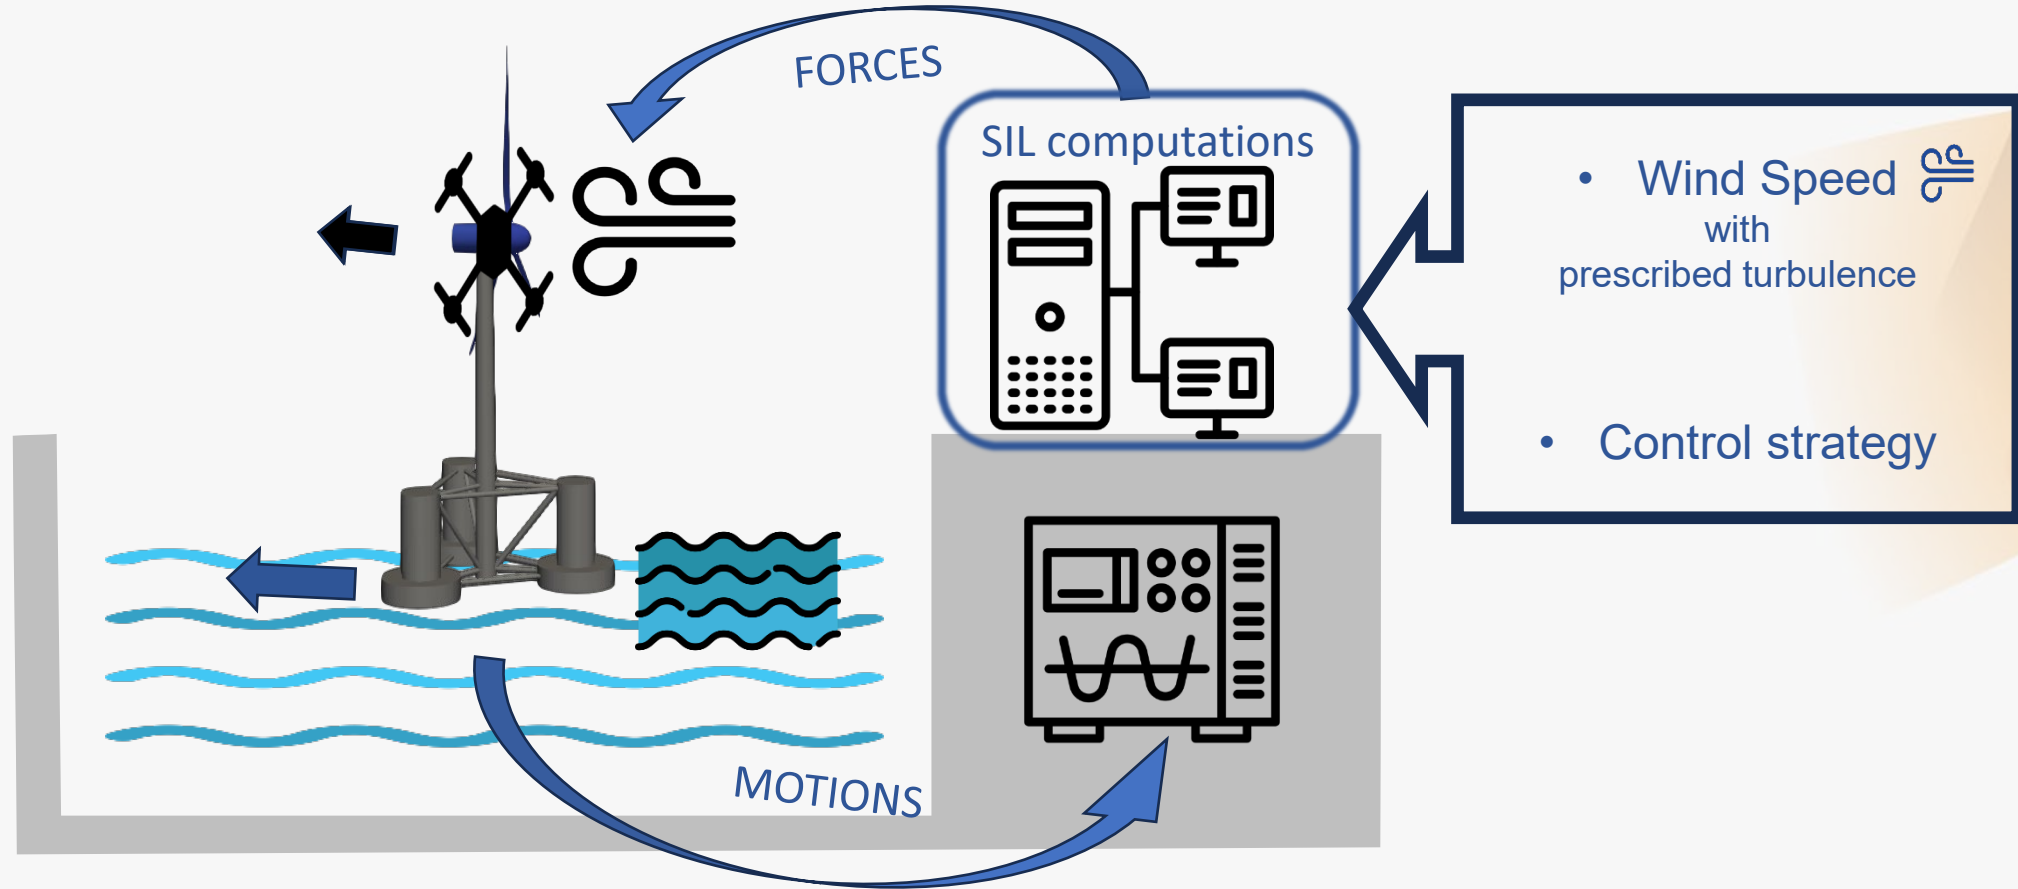 FORCES
SIL computations
• Wind Speed
with
prescribed turbulence
• Control strategy
MOTIONS